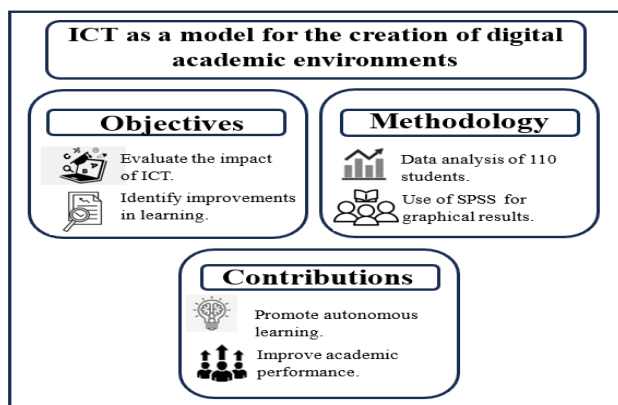 ICT as a model for the creation of digital
academic environments
Objectives
Evaluate the impact
of ICT.
Identify improvements
in learning.
Methodology
Data analysis of 110
students.
Use of SPSS for
graphical results.
Contributions
Promote autonomous
learning.
Improve academic
performance.